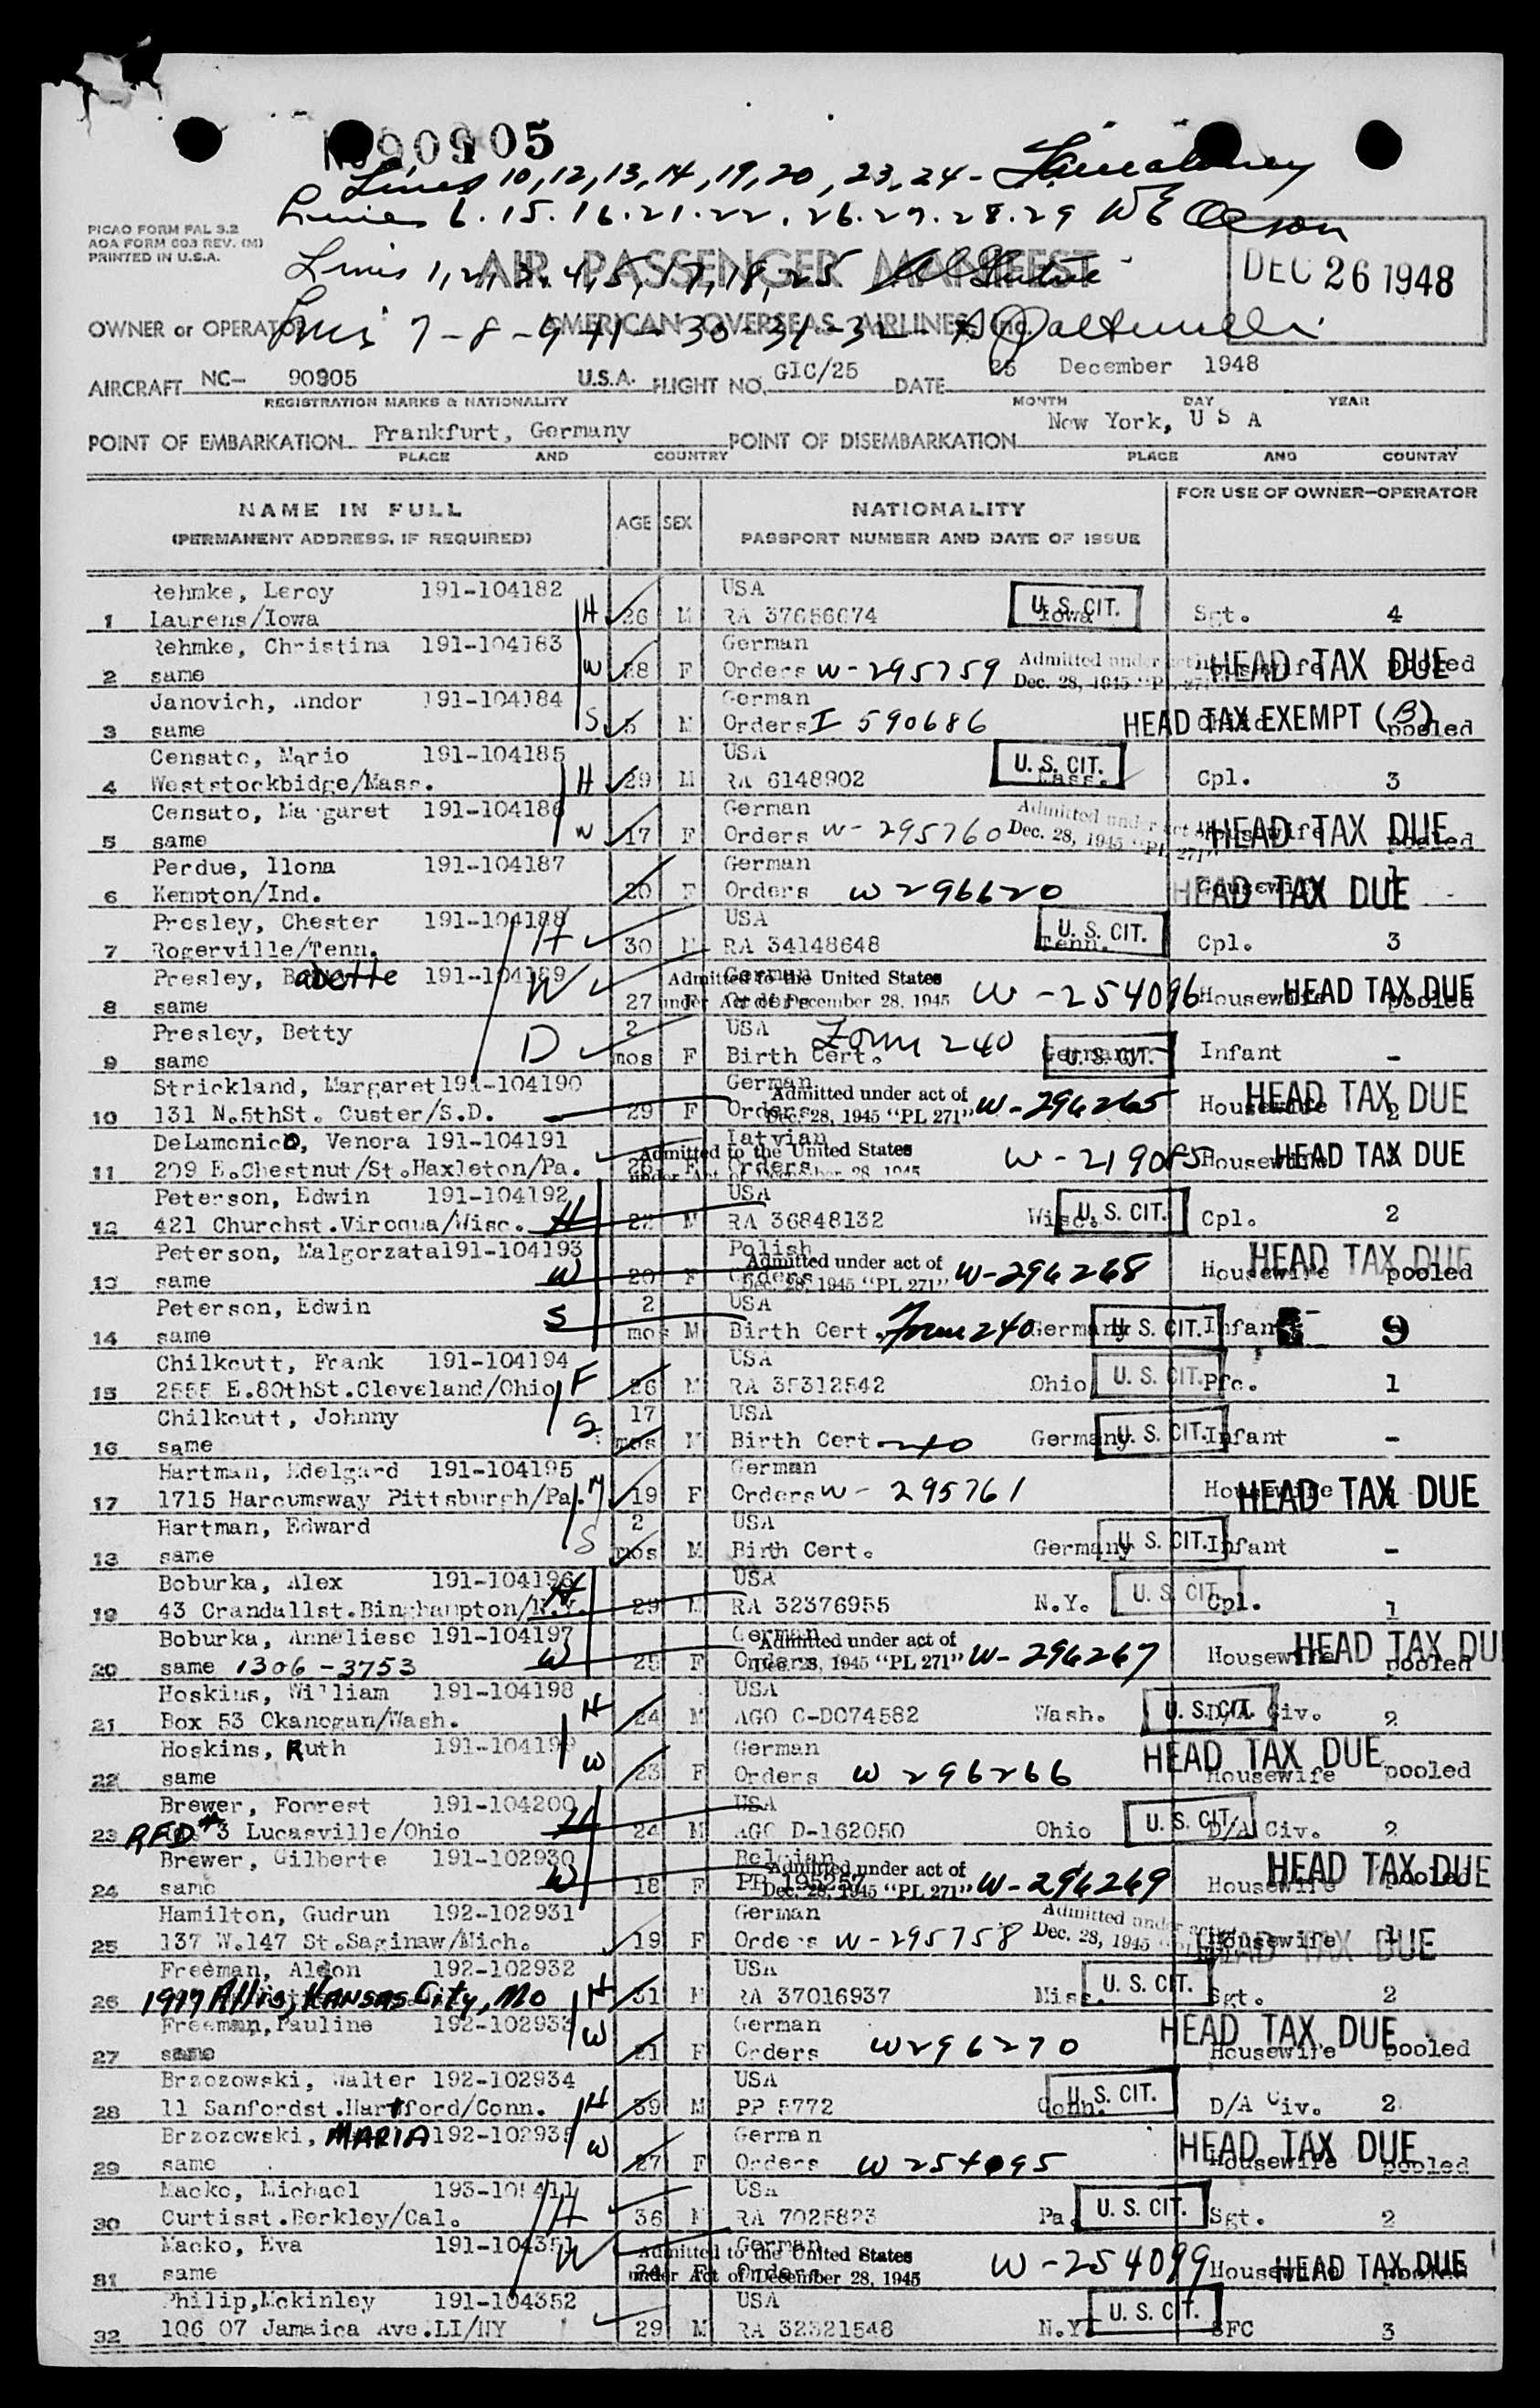 N 90905
Lines 10, 12, 13, 14, 19, 20, 23, 24 -
Lines 6. 15. 16. 21. 22. 26. 27. 28. 29 WE Olson
PICAO FORM PAL 3.2
AOA FORM 603 REV. (M)
PRINTED IN U.S.A.
AIR PASSENGER MANIFEST
Lines 1, 2, 3, 4, 5, 17, 18, 25
DEC 26 1948
OWNER or OPERATOR AMERICAN OVERSEAS AIRLINES, Inc.
Lines 7-8-9-11-30-31-32-
AIRCRAFT NC- 90905 U.S.A. FLIGHT NO. GIC/25 DATE 25 December 1948
REGISTRATION MARKS & NATIONALITY MONTH DAY YEAR
POINT OF EMBARKATION Frankfurt, Germany POINT OF DISEMBARKATION New York, U S A
PLACE AND COUNTRY PLACE AND COUNTRY
NAME IN FULL AGE SEX NATIONALITY FOR USE OF OWNER-OPERATOR
(PERMANENT ADDRESS, IF REQUIRED) PASSPORT NUMBER AND DATE OF ISSUE
Rehmke, Leroy 191-104182 USA U. S. CIT.
1 Laurens/Iowa H 26 M RA 37656674 Iowa Sgt. 4
Rehmke, Christina 191-104183 German Admitted under act
2 same W 28 F Orders W-295759 Dec. 28, 1945 "PL 271" Housewife HEAD TAX DUE pooled
Janovich, Andor 191-104184 German
3 same S 5 M Orders I 590686 HEAD TAX EXEMPT (B) pooled
Censato, Mario 191-104185 USA U. S. CIT.
4 Weststockbidge/Mass. H 29 M RA 6148902 Mass. Cpl. 3
Censato, Margaret 191-104186 German Admitted under act of
5 same W 17 F Orders W-295760 Dec. 28, 1945 "PL 271" Housewife HEAD TAX DUE pooled
Perdue, Ilona 191-104187 German 1
6 Kempton/Ind. 20 F Orders W 296620 Housewife HEAD TAX DUE
Presley, Chester 191-104188 USA U. S. CIT.
7 Rogerville/Tenn. H 30 M RA 34148648 Tenn. Cpl. 3
Presley, Babette 191-104189 German Admitted to the United States
8 same W 27 F Orders under Act of December 28, 1945 W-254096 Housewife HEAD TAX DUE pooled
Presley, Betty 2 USA Form 240
9 same D mos F Birth Cert. Germany U. S. CIT. Infant -
Strickland, Margaret 191-104190 German Admitted under act of
10 131 N.5thSt. Custer/S.D. 29 F Orders Dec. 28, 1945 "PL 271" W-296265 Housewife HEAD TAX DUE 2
DeLamonico, Venora 191-104191 Latvian Admitted to the United States
11 209 E.Chestnut/St.Haxleton/Pa. 26 F Orders under Act of December 28, 1945 W-219085 Housewife HEAD TAX DUE
Peterson, Edwin 191-104192 USA
12 421 Churchst.Viroqua/Wisc. H 22 M RA 36848132 Wisc. U. S. CIT. Cpl. 2
Peterson, Malgorzata 191-104193 Polish Admitted under act of
13 same W 20 F Orders Dec. 28, 1945 "PL 271" W-296268 Housewife HEAD TAX DUE pooled
Peterson, Edwin S 2 USA
14 same mos M Birth Cert. Form 240 Germany U. S. CIT. Infant 9
Chilkcutt, Frank 191-104194 USA
15 2555 E.80thSt.Cleveland/Ohio F 26 M RA 35312542 Ohio U. S. CIT. Pfc. 1
Chilkcutt, Johnny 17 USA
16 same S mos M Birth Cert 240 Germany U. S. CIT. Infant -
Hartman, Edelgard 191-104195 German
17 1715 Harcumsway Pittsburgh/Pa. M 19 F Orders W-295761 Housewife HEAD TAX DUE
Hartman, Edward 2 USA
18 same S mos M Birth Cert. Germany U. S. CIT. Infant -
Boburka, Alex 191-104196 USA
19 43 Crandallst.Binghampton/N.Y. H 29 M RA 32376955 N.Y. U. S. CIT. Cpl. 1
Boburka, Anneliese 191-104197 German Admitted under act of
20 same 1306-3753 W 25 F Orders Dec. 28, 1945 "PL 271" W-296267 Housewife HEAD TAX DU pooled
Hoskins, William 191-104198 USA
21 Box 53 Okanogan/Wash. H 24 M AGO C-DO74582 Wash. U. S. CIT. D/A Civ. 2
Hoskins, Ruth 191-104199 German
22 same W 23 F Orders W 296266 Housewife HEAD TAX DUE pooled
Brewer, Forrest 191-104200 USA
23 RFD #3 Lucasville/Ohio H 24 M AGO D-162050 Ohio U. S. CIT. D/A Civ. 2
Brewer, Gilberte 191-102930 Belgian Admitted under act of
24 same W 18 F PP 195257 Dec. 28, 1945 "PL 271" W-296269 Housewife HEAD TAX DUE pooled
Hamilton, Gudrun 192-102931 German Admitted under act
25 137 W.147 St.Saginaw/Mich. 19 F Orders W-295758 Dec. 28, 1945 Housewife HEAD TAX DUE 1
Freeman, Aldon 192-102932 USA
26 1917 Allis, Kansas City, Mo H 31 M RA 37016937 Miss. U. S. CIT. Sgt. 2
Freeman, Pauline 192-102933 German
27 same W 21 F Orders W296270 Housewife HEAD TAX DUE pooled
Brzozowski, Walter 192-102934 USA
28 11 Sanfordst.Hartford/Conn. H 39 M PP 5772 Conn. U. S. CIT. D/A Civ. 2
Brzozowski, MARIA 192-102935 German
29 same W 27 F Orders W254095 Housewife HEAD TAX DUE pooled
Macko, Michael 193-105411 USA
30 Curtisst.Berkley/Cal. H 36 M RA 7025823 Pa. U. S. CIT. Sgt. 2
Macko, Eva 191-104351 German Admitted to the United States
31 same W 24 F Orders under Act of December 28, 1945 W-254099 Housewife HEAD TAX DUE pooled
Philip, Mckinley 191-104352 USA
32 106 07 Jamaica Ave.LI/NY 29 M RA 32321548 N.Y. U. S. CIT. SFC 3